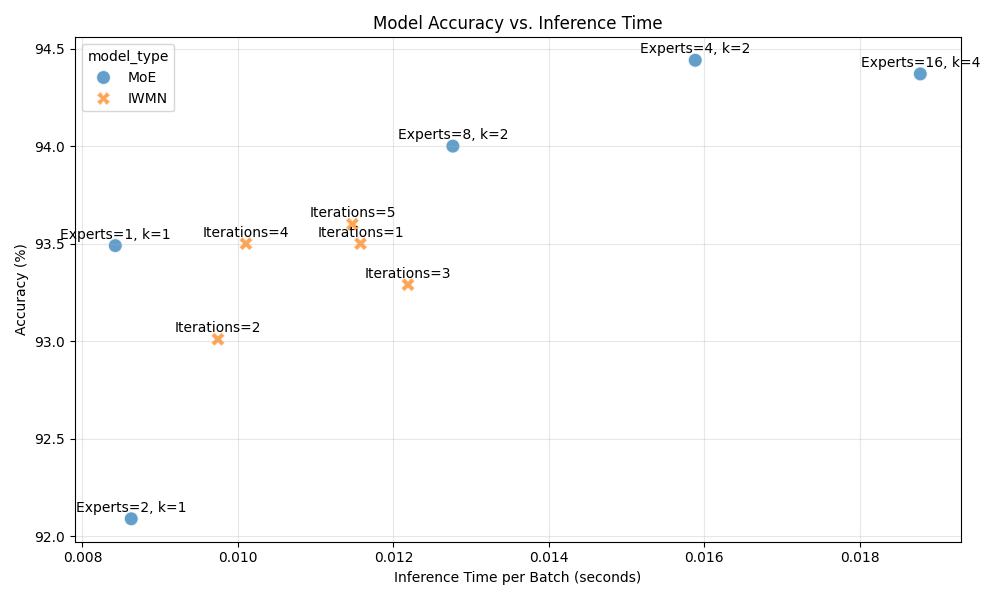 Model Accuracy vs. Inference Time
model_type
MoE
IWMN
Experts=4, k=2
Experts=16, k=4
Experts=8, k=2
Iterations=5
Experts=1, k=1
Iterations=4
Iterations=1
Iterations=3
Iterations=2
Experts=2, k=1
Accuracy (%)
94.5
94.0
93.5
93.0
92.5
92.0
0.008
0.010
0.012
0.014
0.016
0.018
Inference Time per Batch (seconds)